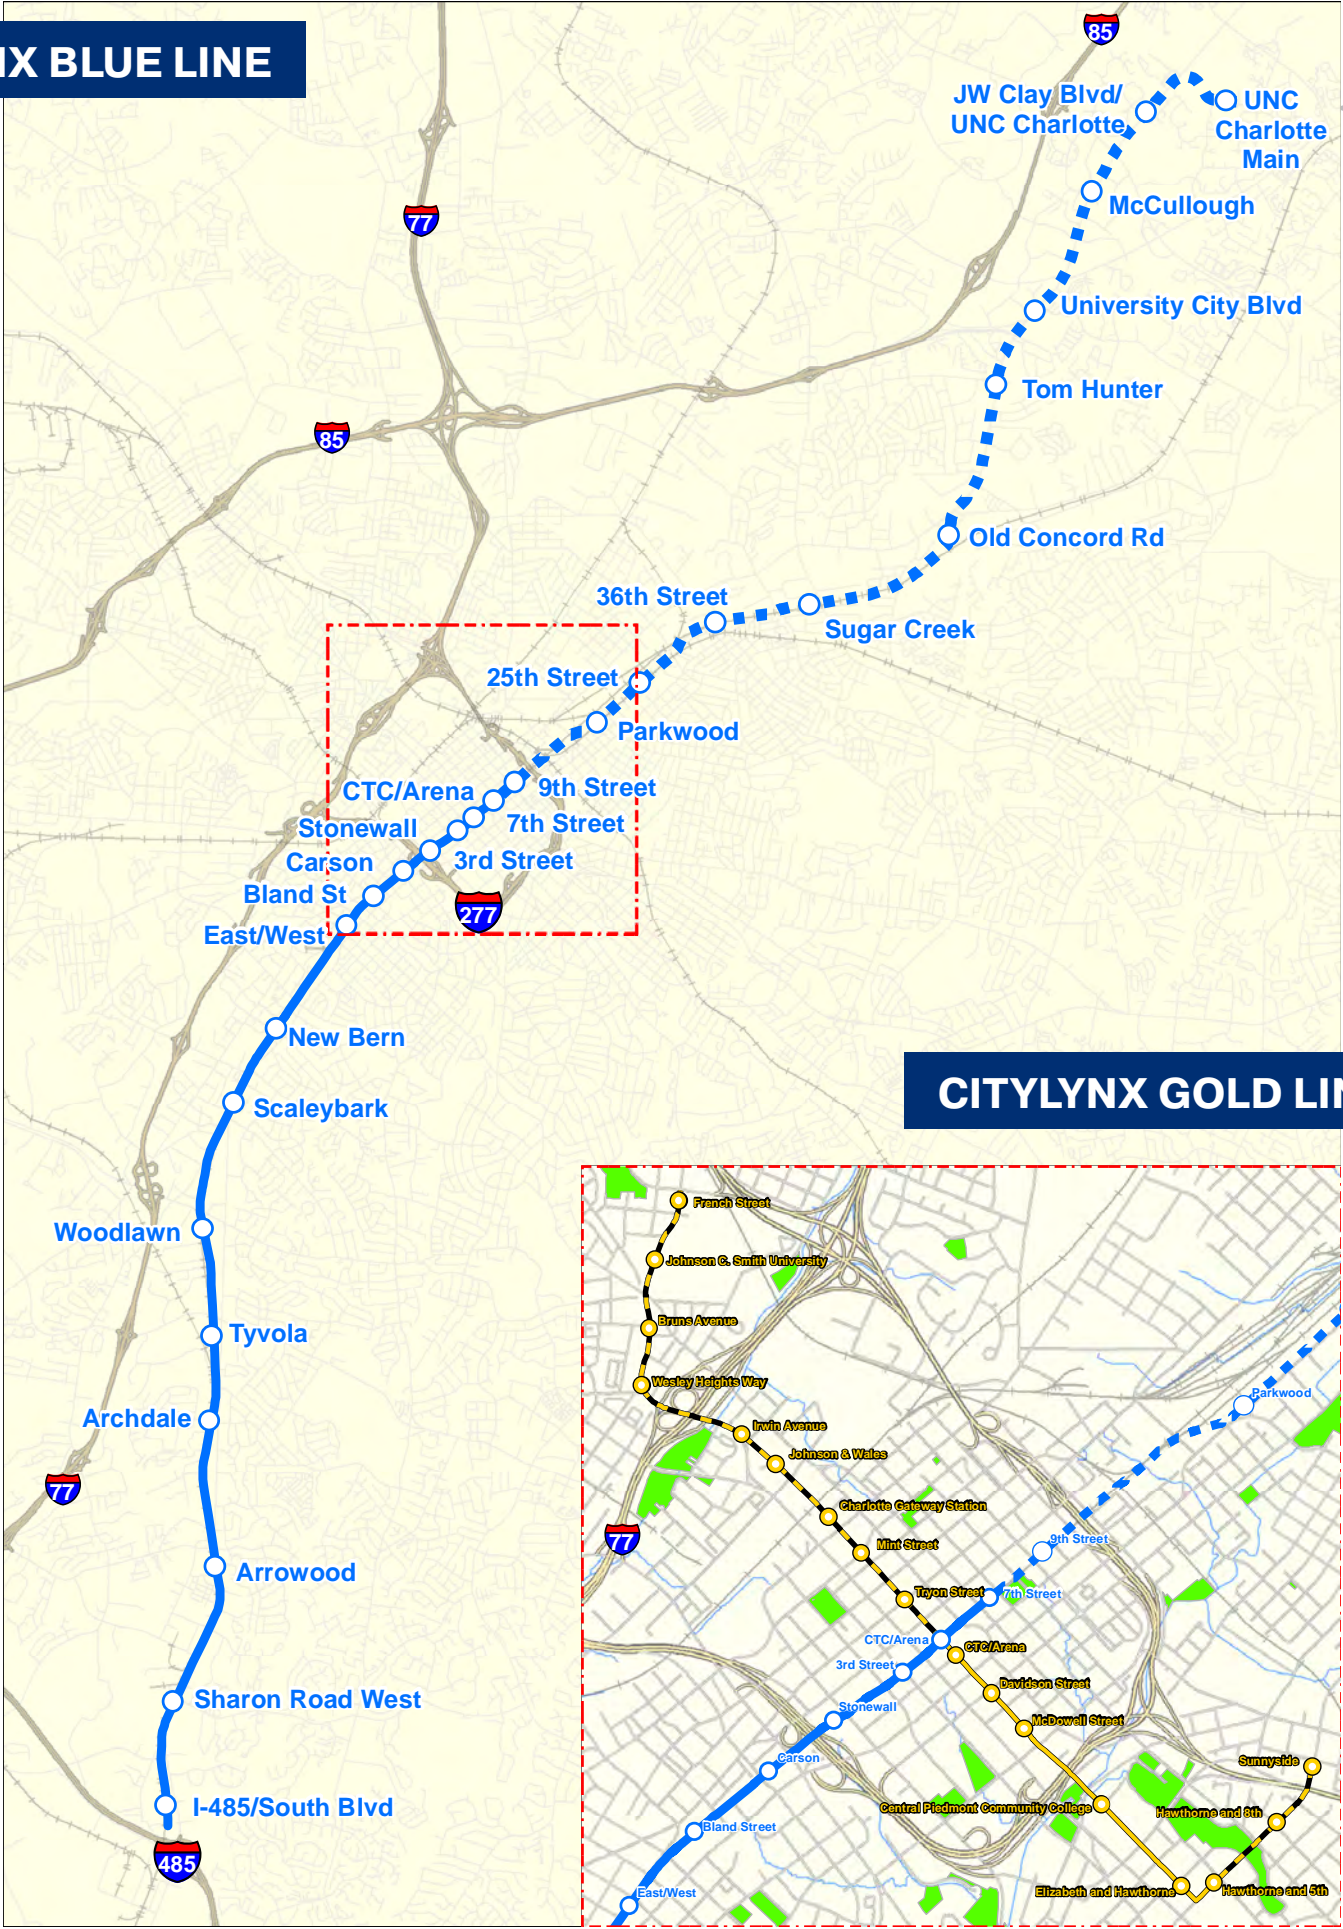 NX BLUE LINE
85
JW Clay Blvd/
UNC Charlotte
UNC
Charlotte
Main
McCullough
77
University City Blvd
Tom Hunter
85
Old Concord Rd
36th Street
Sugar Creek
25th Street
Parkwood
CTC/Arena
9th Street
Stonewall
7th Street
Carson
3rd Street
Bland St
277
East/West
New Bern
Scaleybark
Woodlawn
Tyvola
Archdale
77
Arrowood
Sharon Road West
I-485/South Blvd
485
CITYLYNX GOLD LIN
French Street
Johnson C. Smith University
Bruns Avenue
Wesley Heights Way
Parkwood
Irwin Avenue
Johnson & Wales
Charlotte Gateway Station
77
Mint Street
9th Street
Tryon Street
7th Street
CTC/Arena
CTC/Arena
3rd Street
Davidson Street
Stonewall
McDowell Street
Carson
Sunnyside
Central Piedmont Community College
Hawthorne and 8th
Bland Street
East/West
Elizabeth and Hawthorne
Hawthorne and 5th